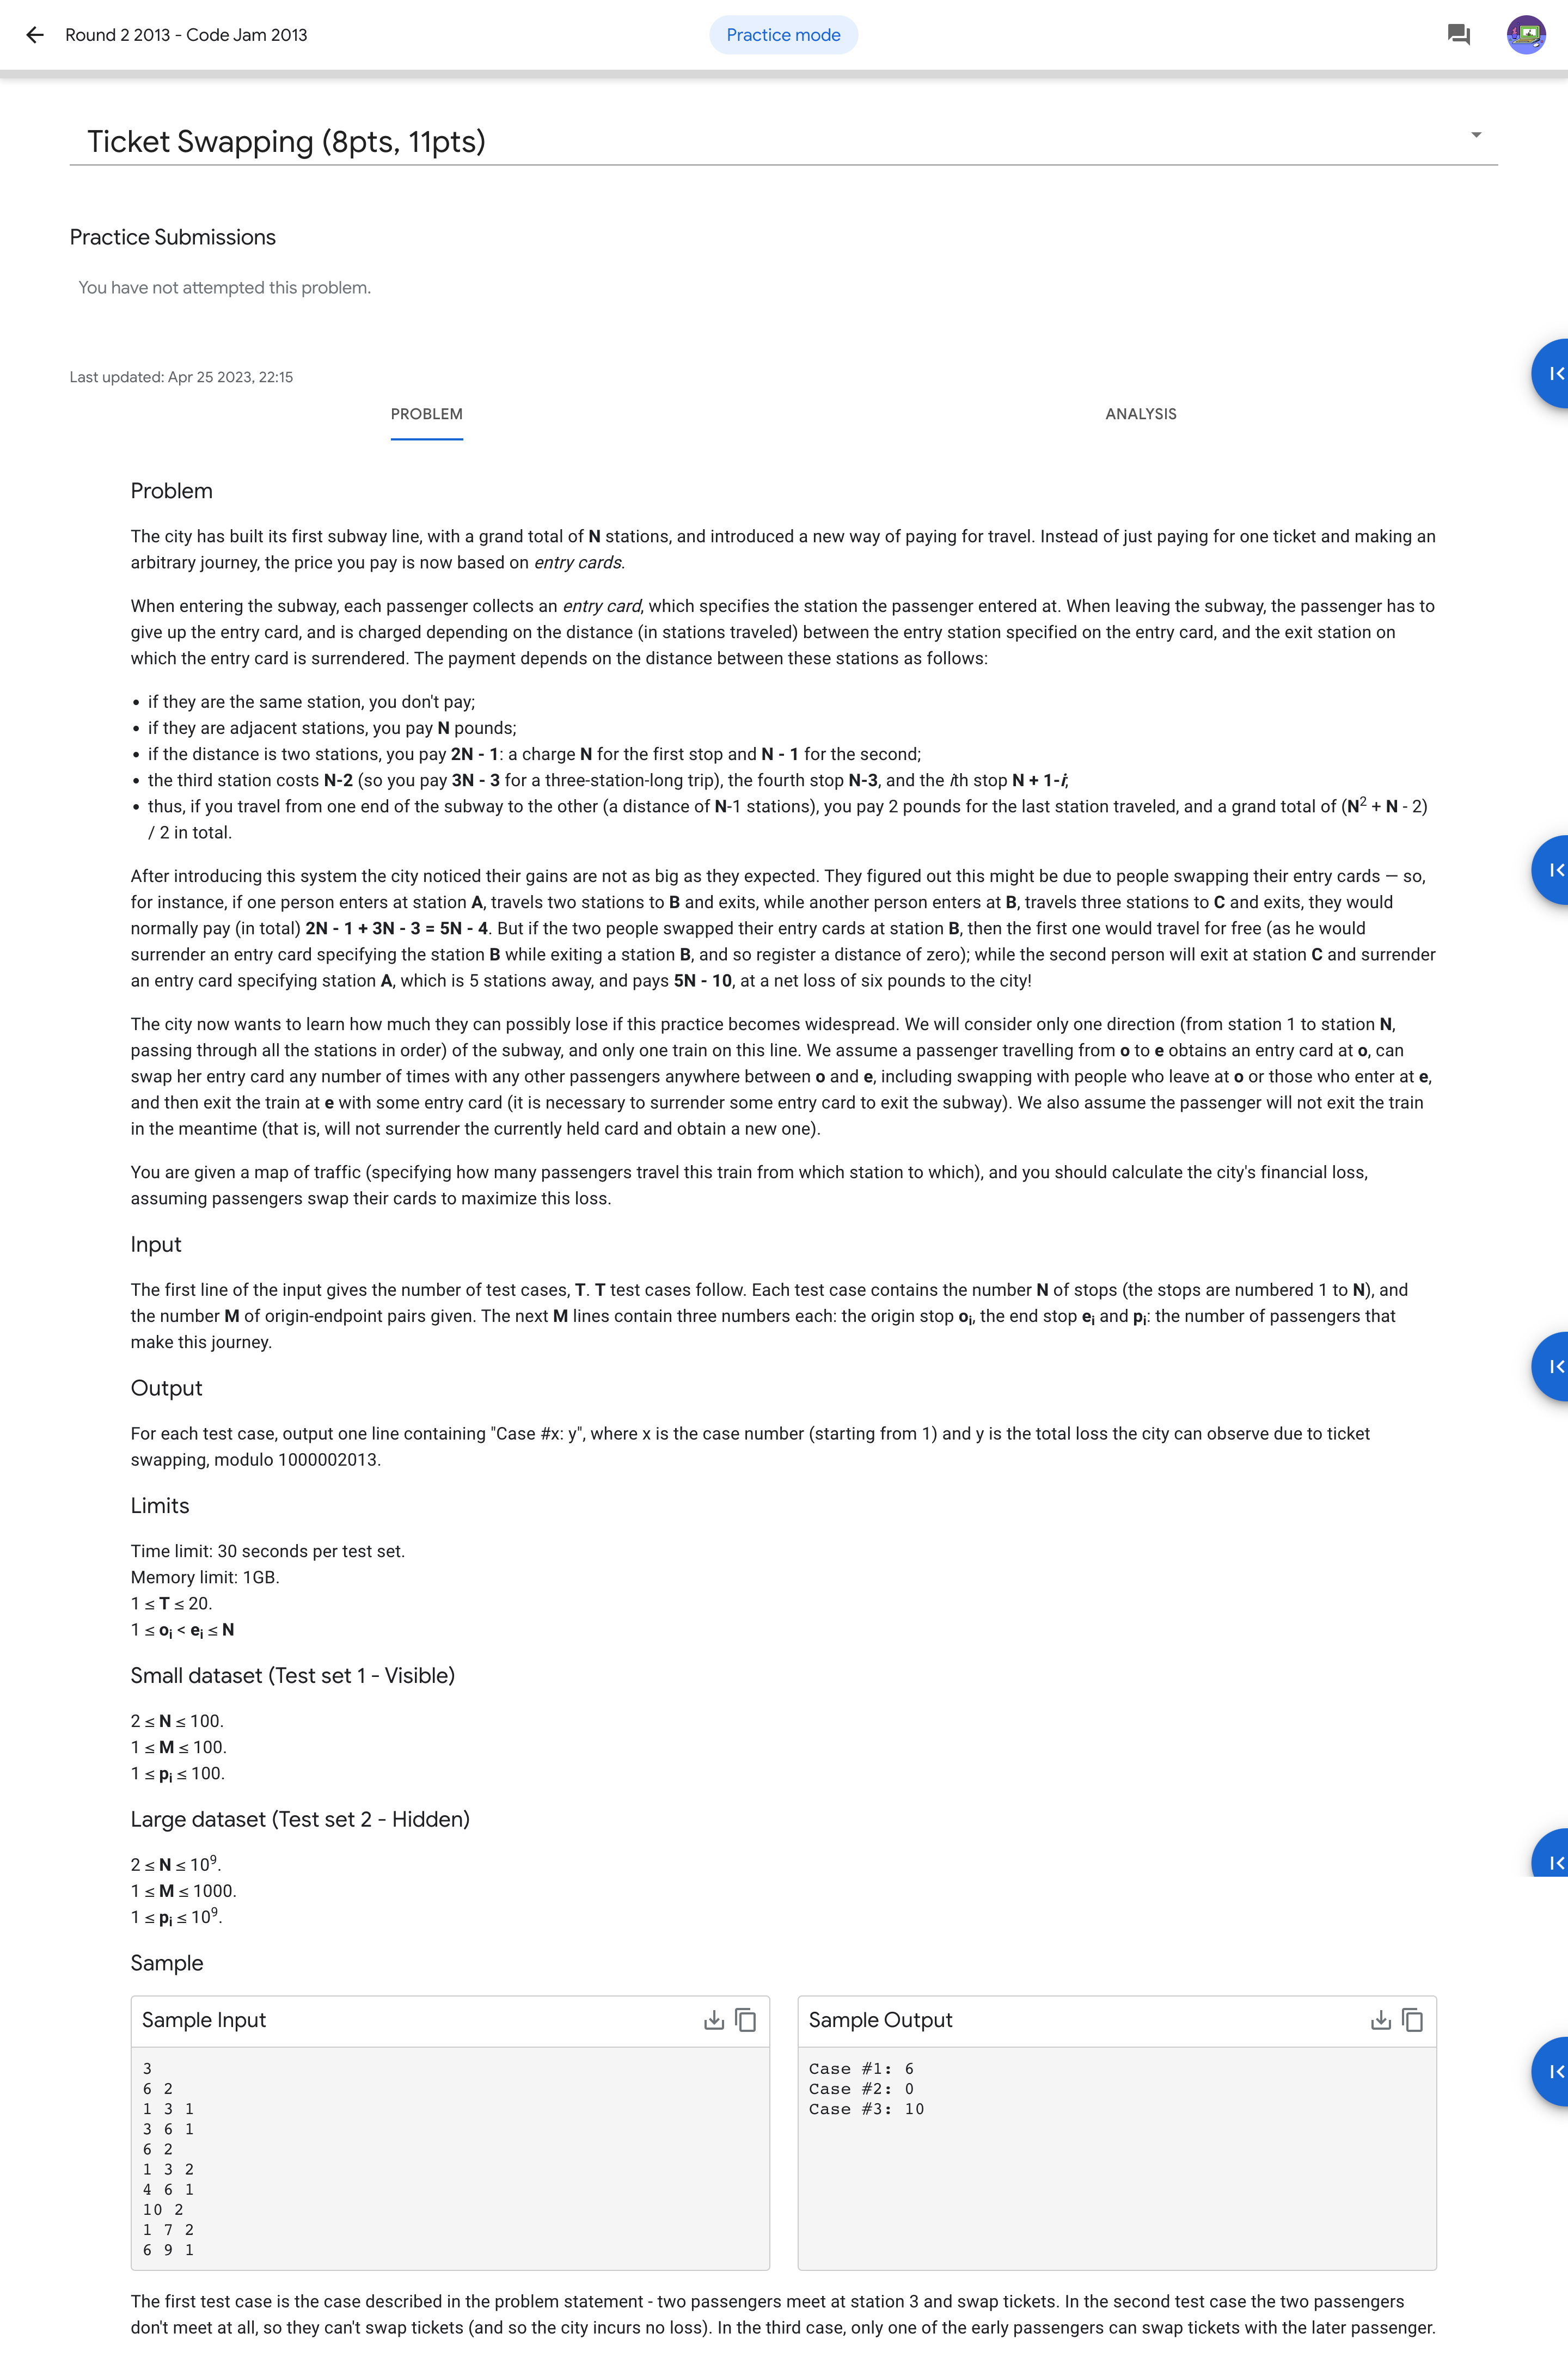 Round 2 2013 - Code Jam 2013
Practice mode
Ticket Swapping (8pts, 11pts)
Practice Submissions
You have not attempted this problem.
Last updated: Apr 25 2023, 22:15
PROBLEM
ANALYSIS
Problem
The city has built its first subway line, with a grand total of N stations, and introduced a new way of paying for travel. Instead of just paying for one ticket and making an
arbitrary journey, the price you pay is now based on entry cards.
When entering the subway, each passenger collects an entry card, which specifies the station the passenger entered at. When leaving the subway, the passenger has to
give up the entry card, and is charged depending on the distance (in stations traveled) between the entry station specified on the entry card, and the exit station on
which the entry card is surrendered. The payment depends on the distance between these stations as follows:
• if they are the same station, you don't pay;
• if they are adjacent stations, you pay N pounds;
• if the distance is two stations, you pay 2N - 1: a charge N for the first stop and N - 1 for the second;
• the third station costs N-2 (so you pay 3N - 3 for a three-station-long trip), the fourth stop N-3, and the ith stop N + 1-i;
• thus, if you travel from one end of the subway to the other (a distance of N-1 stations), you pay 2 pounds for the last station traveled, and a grand total of (N² + N - 2)
/ 2 in total.
After introducing this system the city noticed their gains are not as big as they expected. They figured out this might be due to people swapping their entry cards — so,
for instance, if one person enters at station A, travels two stations to B and exits, while another person enters at B, travels three stations to C and exits, they would
normally pay (in total) 2N - 1 + 3N - 3 = 5N - 4. But if the two people swapped their entry cards at station B, then the first one would travel for free (as he would
surrender an entry card specifying the station B while exiting a station B, and so register a distance of zero); while the second person will exit at station C and surrender
an entry card specifying station A, which is 5 stations away, and pays 5N - 10, at a net loss of six pounds to the city!
The city now wants to learn how much they can possibly lose if this practice becomes widespread. We will consider only one direction (from station 1 to station N,
passing through all the stations in order) of the subway, and only one train on this line. We assume a passenger travelling from o to e obtains an entry card at o, can
swap her entry card any number of times with any other passengers anywhere between o and e, including swapping with people who leave at o or those who enter at e,
and then exit the train at e with some entry card (it is necessary to surrender some entry card to exit the subway). We also assume the passenger will not exit the train
in the meantime (that is, will not surrender the currently held card and obtain a new one).
You are given a map of traffic (specifying how many passengers travel this train from which station to which), and you should calculate the city's financial loss,
assuming passengers swap their cards to maximize this loss.
Input
The first line of the input gives the number of test cases, T. T test cases follow. Each test case contains the number N of stops (the stops are numbered 1 to N), and
the number M of origin-endpoint pairs given. The next M lines contain three numbers each: the origin stop oi, the end stop ei and pi: the number of passengers that
make this journey.
Output
For each test case, output one line containing "Case #x: y", where x is the case number (starting from 1) and y is the total loss the city can observe due to ticket
swapping, modulo 1000002013.
Limits
Time limit: 30 seconds per test set.
Memory limit: 1GB.
1 ≤ T ≤ 20.
1 ≤ oi < ei ≤ N
Small dataset (Test set 1 - Visible)
2 ≤ N ≤ 100.
1 ≤ M ≤ 100.
1 ≤ pi ≤ 100.
Large dataset (Test set 2 - Hidden)
2 ≤ N ≤ 10⁹.
1 ≤ M ≤ 1000.
1 ≤ pi ≤ 10⁹.
Sample
Sample Input
3
6 2
1 3 1
3 6 1
6 2
1 3 2
4 6 1
10 2
1 7 2
6 9 1
Sample Output
Case #1: 6
Case #2: 0
Case #3: 10
The first test case is the case described in the problem statement - two passengers meet at station 3 and swap tickets. In the second test case the two passengers
don't meet at all, so they can't swap tickets (and so the city incurs no loss). In the third case, only one of the early passengers can swap tickets with the later passenger.